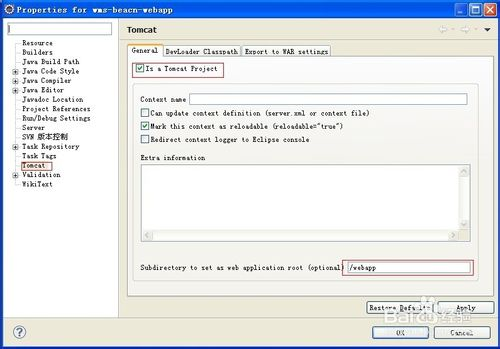 Properties for wms-beacn-webapp
Tomcat
Resource
Builders
Java Build Path
Java Code Style
Java Compiler
Java Editor
Javadoc Location
Project References
Run/Debug Settings
Server
SVN 版本控制
Task Repository
Task Tags
Tomcat
Validation
WikiText
General
DevLoader Classpath
Export to WAR settings
Is a Tomcat Project
Context name
Can update context definition (server.xml or context file)
Mark this context as reloadable (reloadable="true")
Redirect context logger to Eclipse console
Extra information
Subdirectory to set as web application root (optional)
/webapp
Restore Defaults
Apply
OK
Cancel